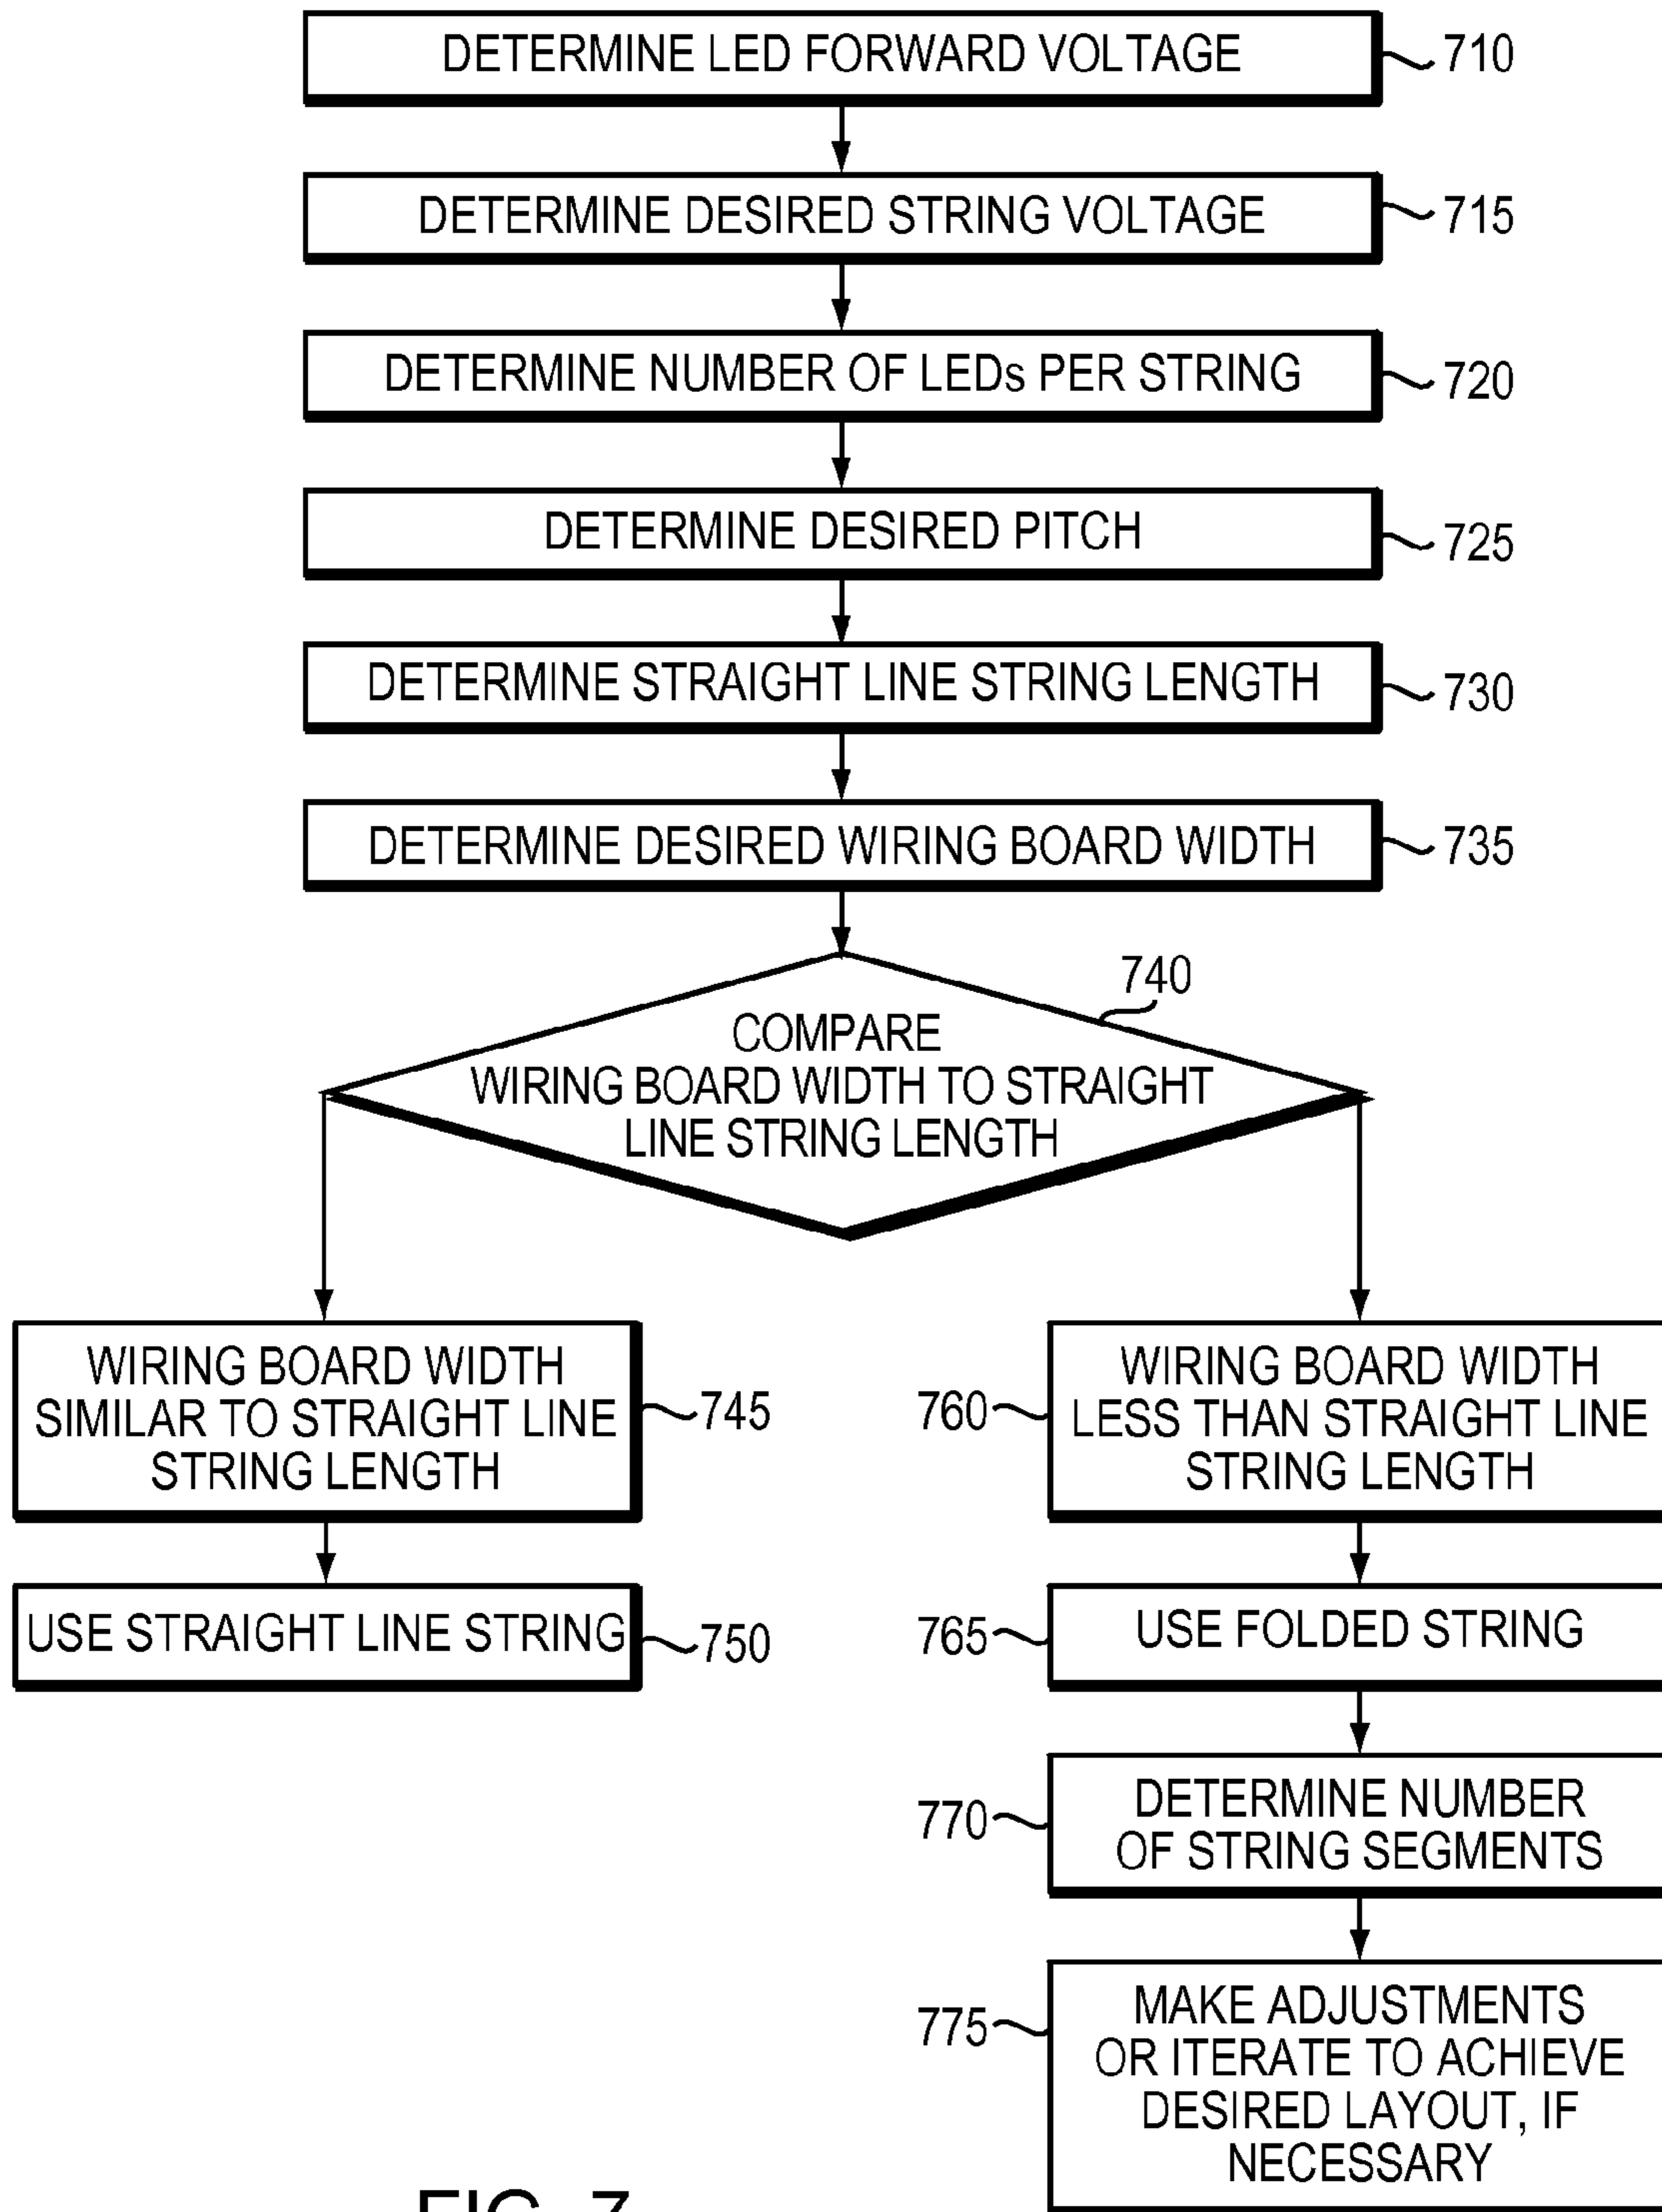 DETERMINE LED FORWARD VOLTAGE
710
DETERMINE DESIRED STRING VOLTAGE
715
DETERMINE NUMBER OF LEDs PER STRING
720
DETERMINE DESIRED PITCH
725
DETERMINE STRAIGHT LINE STRING LENGTH
730
DETERMINE DESIRED WIRING BOARD WIDTH
735
740
COMPARE
WIRING BOARD WIDTH TO STRAIGHT
LINE STRING LENGTH
WIRING BOARD WIDTH
SIMILAR TO STRAIGHT LINE
STRING LENGTH
745
USE STRAIGHT LINE STRING
750
760
WIRING BOARD WIDTH
LESS THAN STRAIGHT LINE
STRING LENGTH
765
USE FOLDED STRING
770
DETERMINE NUMBER
OF STRING SEGMENTS
775
MAKE ADJUSTMENTS
OR ITERATE TO ACHIEVE
DESIRED LAYOUT, IF
NECESSARY
FIG. 7